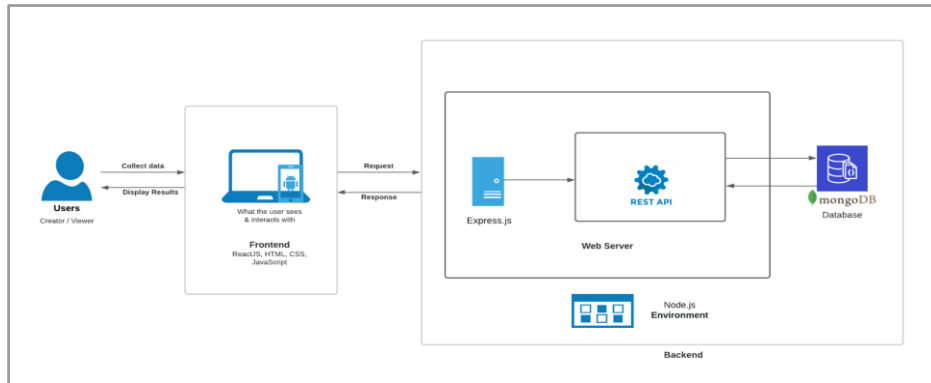 Users
Creator / Viewer
Collect data
Display Results
What the user sees
& interacts with
Frontend
ReactJS, HTML, CSS,
JavaScript
Request
Response
Express.js
REST API
Web Server
mongoDB
Database
Node.js
Environment
Backend